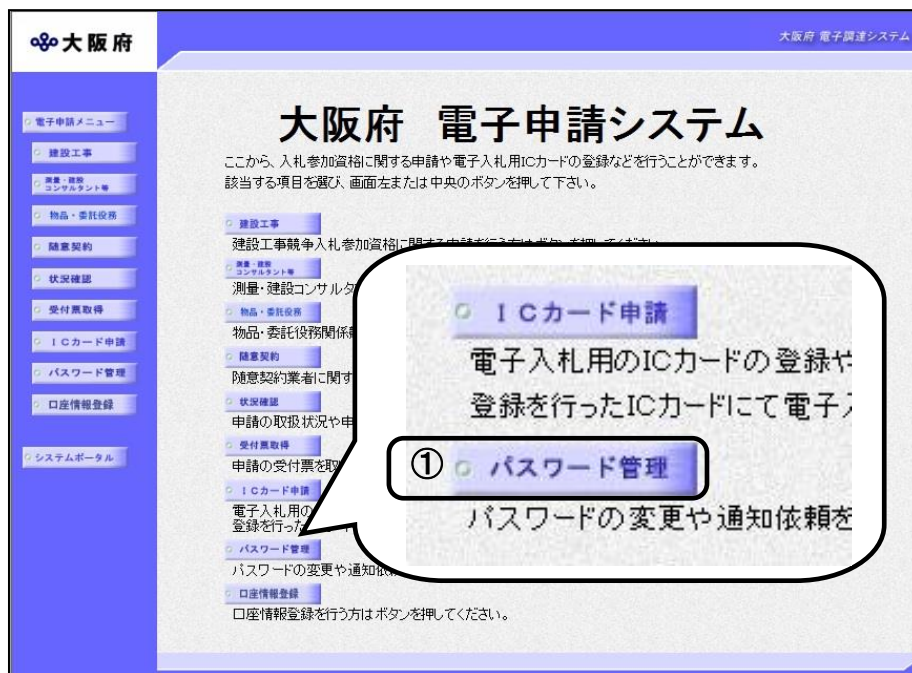 大阪府
大阪府 電子調達システム
電子申請メニュー
建設工事
測量・建設
コンサルタント等
物品・委託役務
随意契約
状況確認
受付票取得
ICカード申請
パスワード管理
口座情報登録
システムポータル
大阪府 電子申請システム
ここから、入札参加資格に関する申請や電子入札用ICカードの登録などを行うことができます。
該当する項目を選び、画面左または中央のボタンを押して下さい。
建設工事
建設工事競争入札参加資格に関する申請を行う方はボタンを押してください。
測量・建設
コンサルタント等
測量・建設コンサルタ
物品・委託役務
物品・委託役務関係
随意契約
随意契約業者に関す
状況確認
申請の取扱状況や申
受付票取得
申請の受付票を取
ICカード申請
電子入札用の
登録を行った
パスワード管理
パスワードの変更や通知依
口座情報登録
口座情報登録を行う方はボタンを押してください。
ICカード申請
電子入札用のICカードの登録や
登録を行ったICカードにて電子入
① パスワード管理
パスワードの変更や通知依頼を